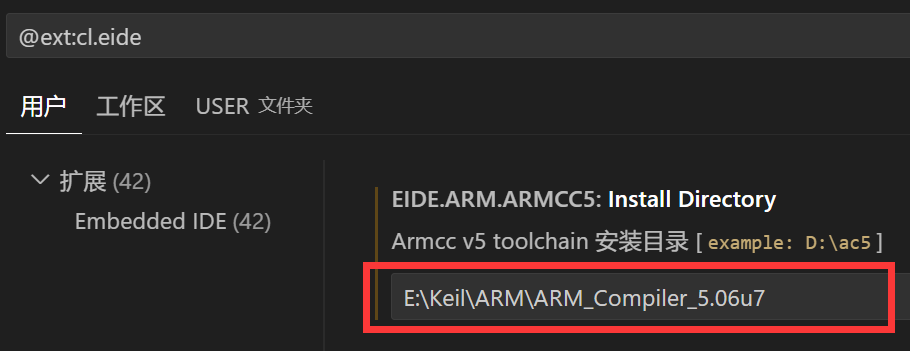 @ext:cl.eide
用户 工作区 USER 文件夹
扩展 (42)
Embedded IDE (42)
EIDE.ARM.ARMCC5: Install Directory
Armcc v5 toolchain 安装目录 [ example: D:\ac5 ]
E:\Keil\ARM\ARM_Compiler_5.06u7